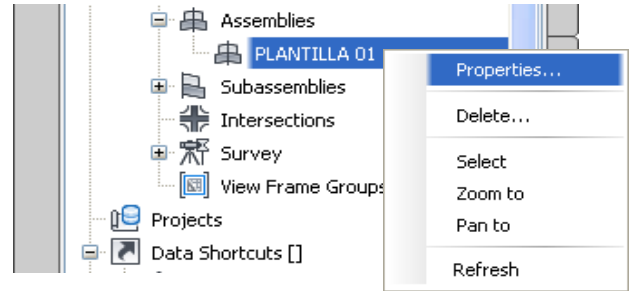 Assemblies
PLANTILLA 01
Subassemblies
Intersections
Survey
View Frame Groups
Projects
Data Shortcuts []
Properties...
Delete...
Select
Zoom to
Pan to
Refresh